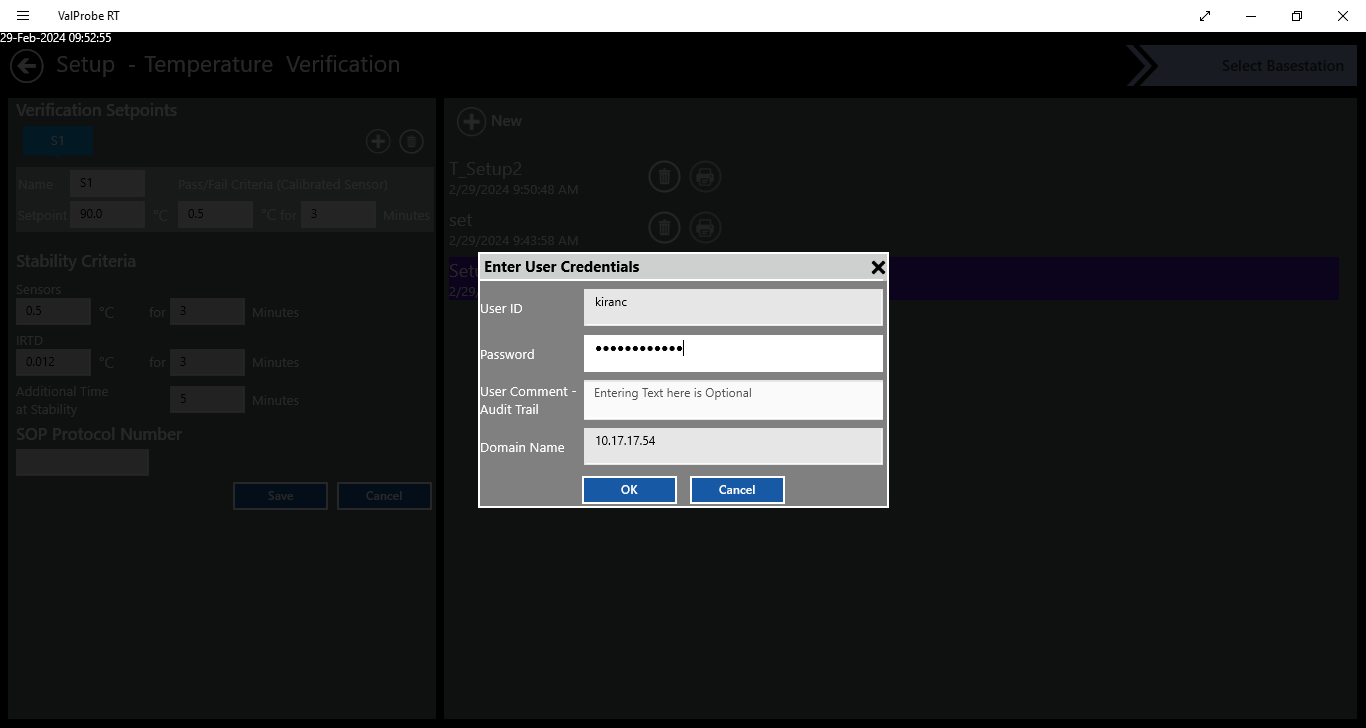 ValProbe RT
29-Feb-2024 09:52:55
Setup - Temperature Verification
Select Basestation
Verification Setpoints
S1
Name S1 Pass/Fail Criteria (Calibrated Sensor)
Setpoint 90.0 °C 0.5 °C for 3 Minutes
Stability Criteria
Sensors
0.5 °C for 3 Minutes
IRTD
0.012 °C for 3 Minutes
Additional Time
at Stability
5 Minutes
SOP Protocol Number
Save Cancel
New
T_Setup2
2/29/2024 9:50:48 AM
set
2/29/2024 9:43:58 AM
Enter User Credentials
User ID kiranc
Password ••••••••••••
User Comment -
Audit Trail
Entering Text here is Optional
Domain Name 10.17.17.54
OK Cancel